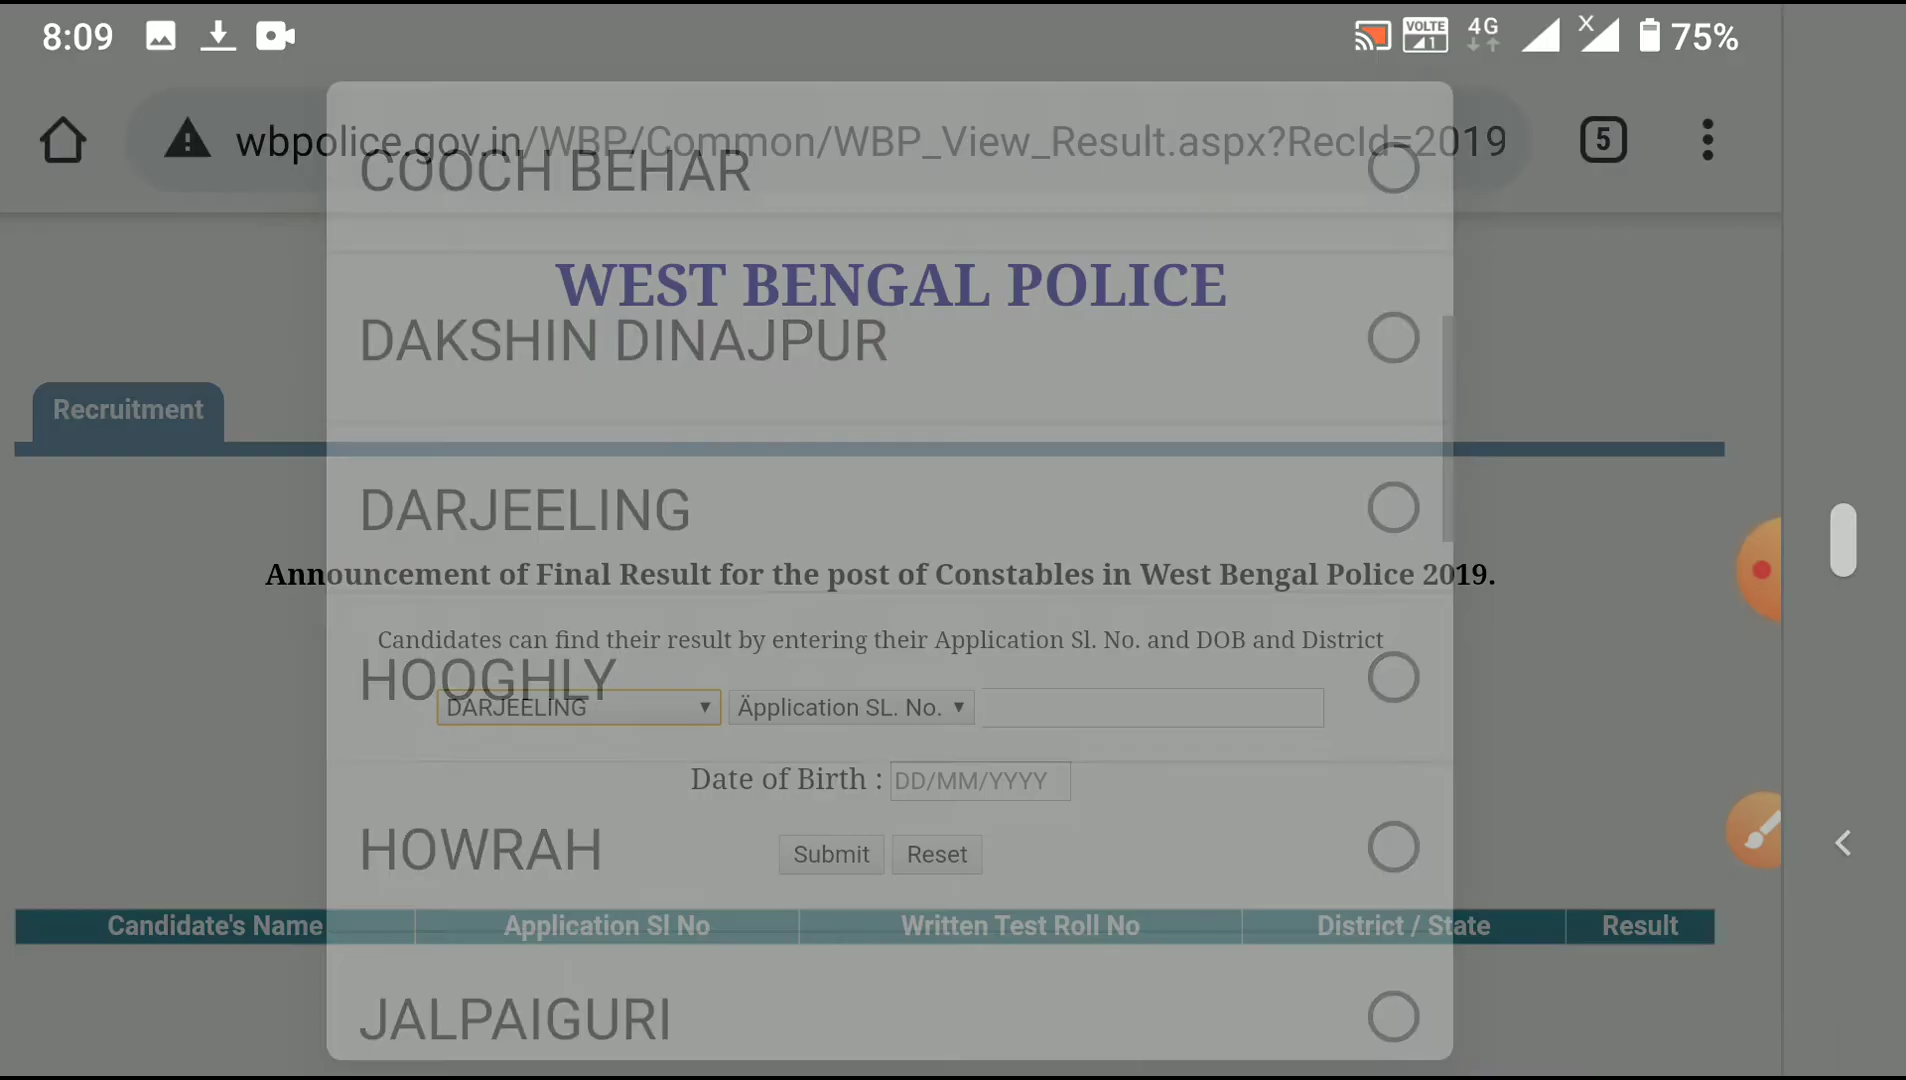 8:09
VOLTE
1
4G
X
75%
wbpolice.gov.in/WBP/Common/WBP_View_Result.aspx?RecId=2019
5
COOCH BEHAR
WEST BENGAL POLICE
DAKSHIN DINAJPUR
Recruitment
DARJEELING
Announcement of Final Result for the post of Constables in West Bengal Police 2019.
Candidates can find their result by entering their Application Sl. No. and DOB and District
HOOGHLY
DARJEELING
Äpplication SL. No.
Date of Birth : DD/MM/YYYY
HOWRAH
Submit Reset
Candidate's Name Application Sl No Written Test Roll No District / State Result
JALPAIGURI